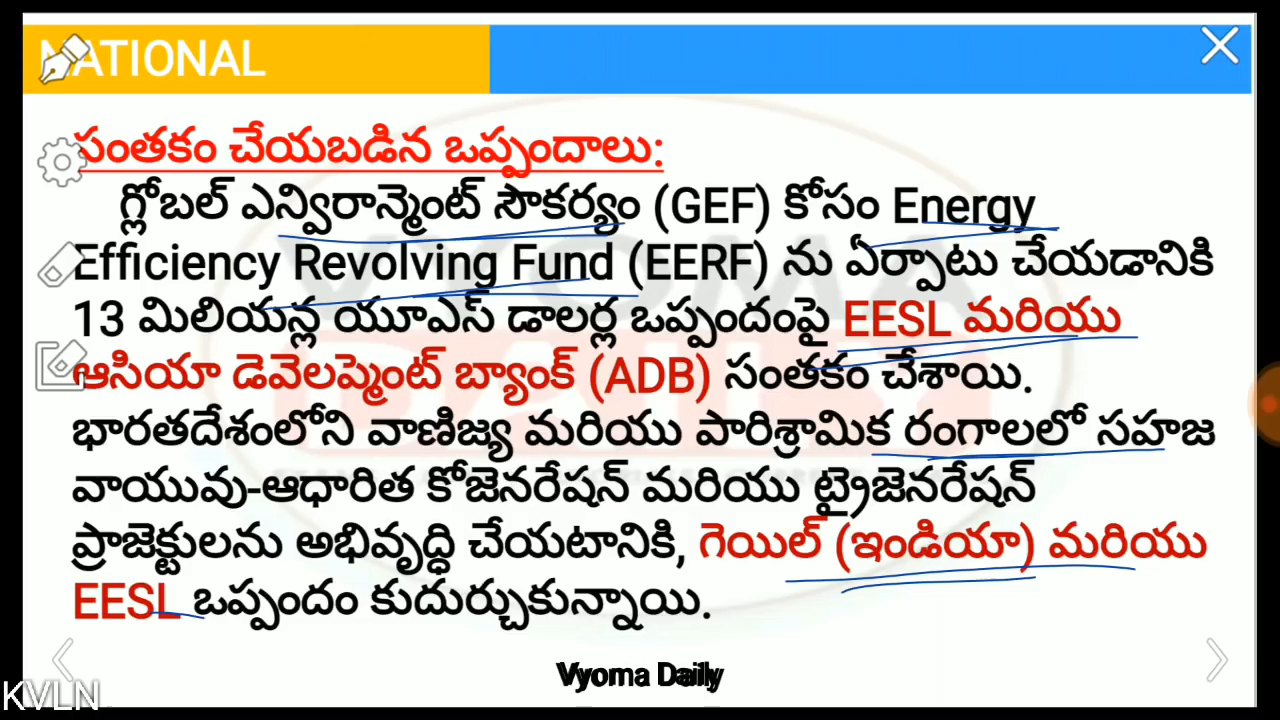 NATIONAL
సంతకం చేయబడిన ఒప్పందాలు:
గ్లోబల్ ఎన్విరాన్మెంట్ సౌకర్యం (GEF) కోసం Energy
Efficiency Revolving Fund (EERF) ను ఏర్పాటు చేయడానికి
13 మిలియన్ల యూఎస్ డాలర్ల ఒప్పందంపై EESL మరియు
ఆసియా డెవేలప్మెంట్ బ్యాంక్ (ADB) సంతకం చేశాయి.
భారతదేశంలోని వాణిజ్య మరియు పారిశ్రామిక రంగాలలో సహజ
వాయువు-ఆధారిత కోజెనరేషన్ మరియు ట్రైజెనరేషన్
ప్రాజెక్టులను అభివృద్ధి చేయటానికి, గెయిల్ (ఇండియా) మరియు
EESL ఒప్పందం కుదుర్చుకున్నాయి.
Vyoma Daily
KVLN